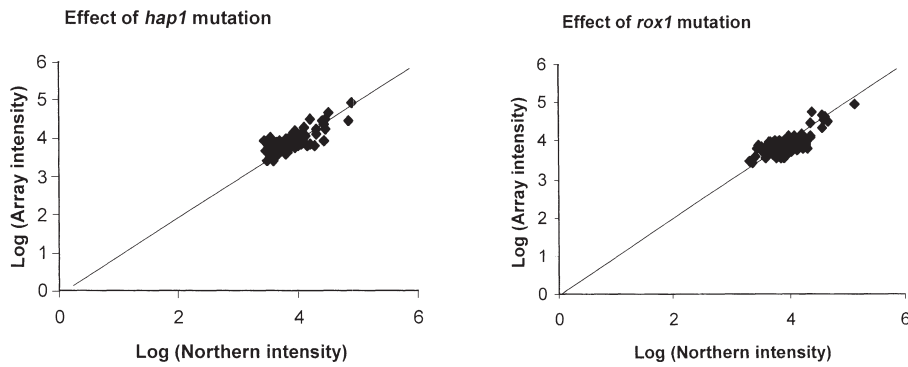 Effect of hap1 mutation
6
5
4
3
2
1
0
0 2 4 6
Log (Array intensity)
Log (Northern intensity)
Effect of rox1 mutation
6
5
4
3
2
1
0
0 2 4 6
Log (Array intensity)
Log (Northern intensity)